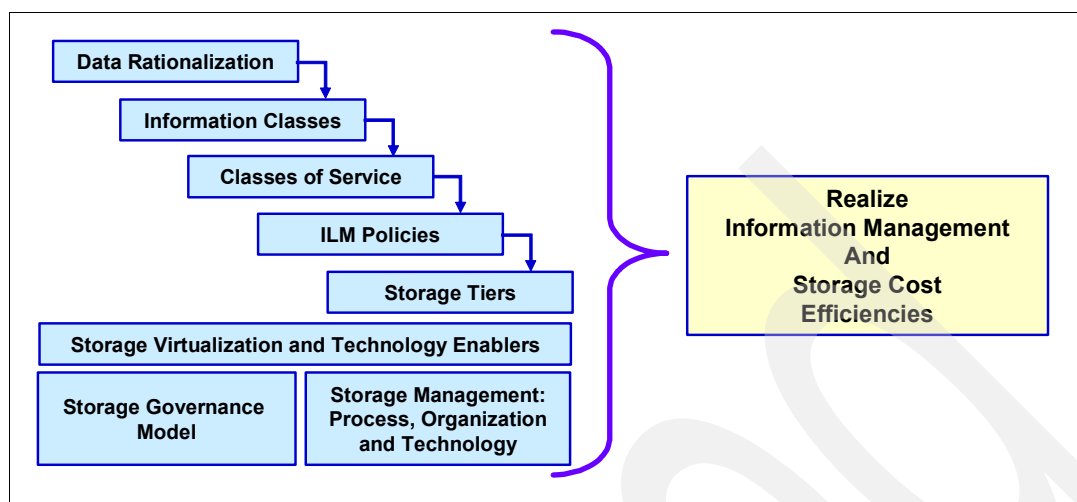 Data Rationalization
Information Classes
Classes of Service
ILM Policies
Storage Tiers
Storage Virtualization and Technology Enablers
Storage Governance
Model
Storage Management:
Process, Organization
and Technology
Realize
Information Management
And
Storage Cost
Efficiencies